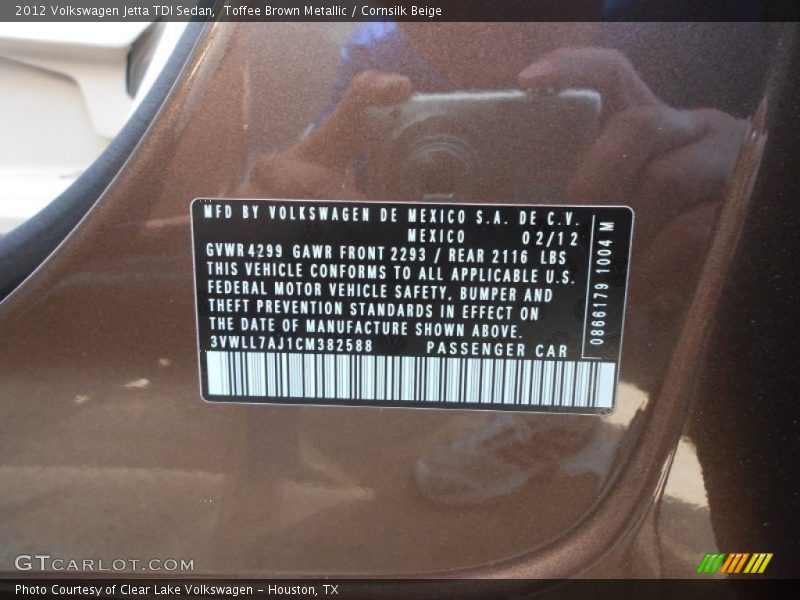 2012 Volkswagen Jetta TDI Sedan, Toffee Brown Metallic / Cornsilk Beige
MFD BY VOLKSWAGEN DE MEXICO S.A. DE C.V.
MEXICO 02/12
GVWR 4299 GAWR FRONT 2293 / REAR 2116 LBS
THIS VEHICLE CONFORMS TO ALL APPLICABLE U.S.
FEDERAL MOTOR VEHICLE SAFETY, BUMPER AND
THEFT PREVENTION STANDARDS IN EFFECT ON
THE DATE OF MANUFACTURE SHOWN ABOVE.
3VWLL7AJ1CM382588 PASSENGER CAR
0866179 1004 M
GTCARLOT.COM
Photo Courtesy of Clear Lake Volkswagen - Houston, TX